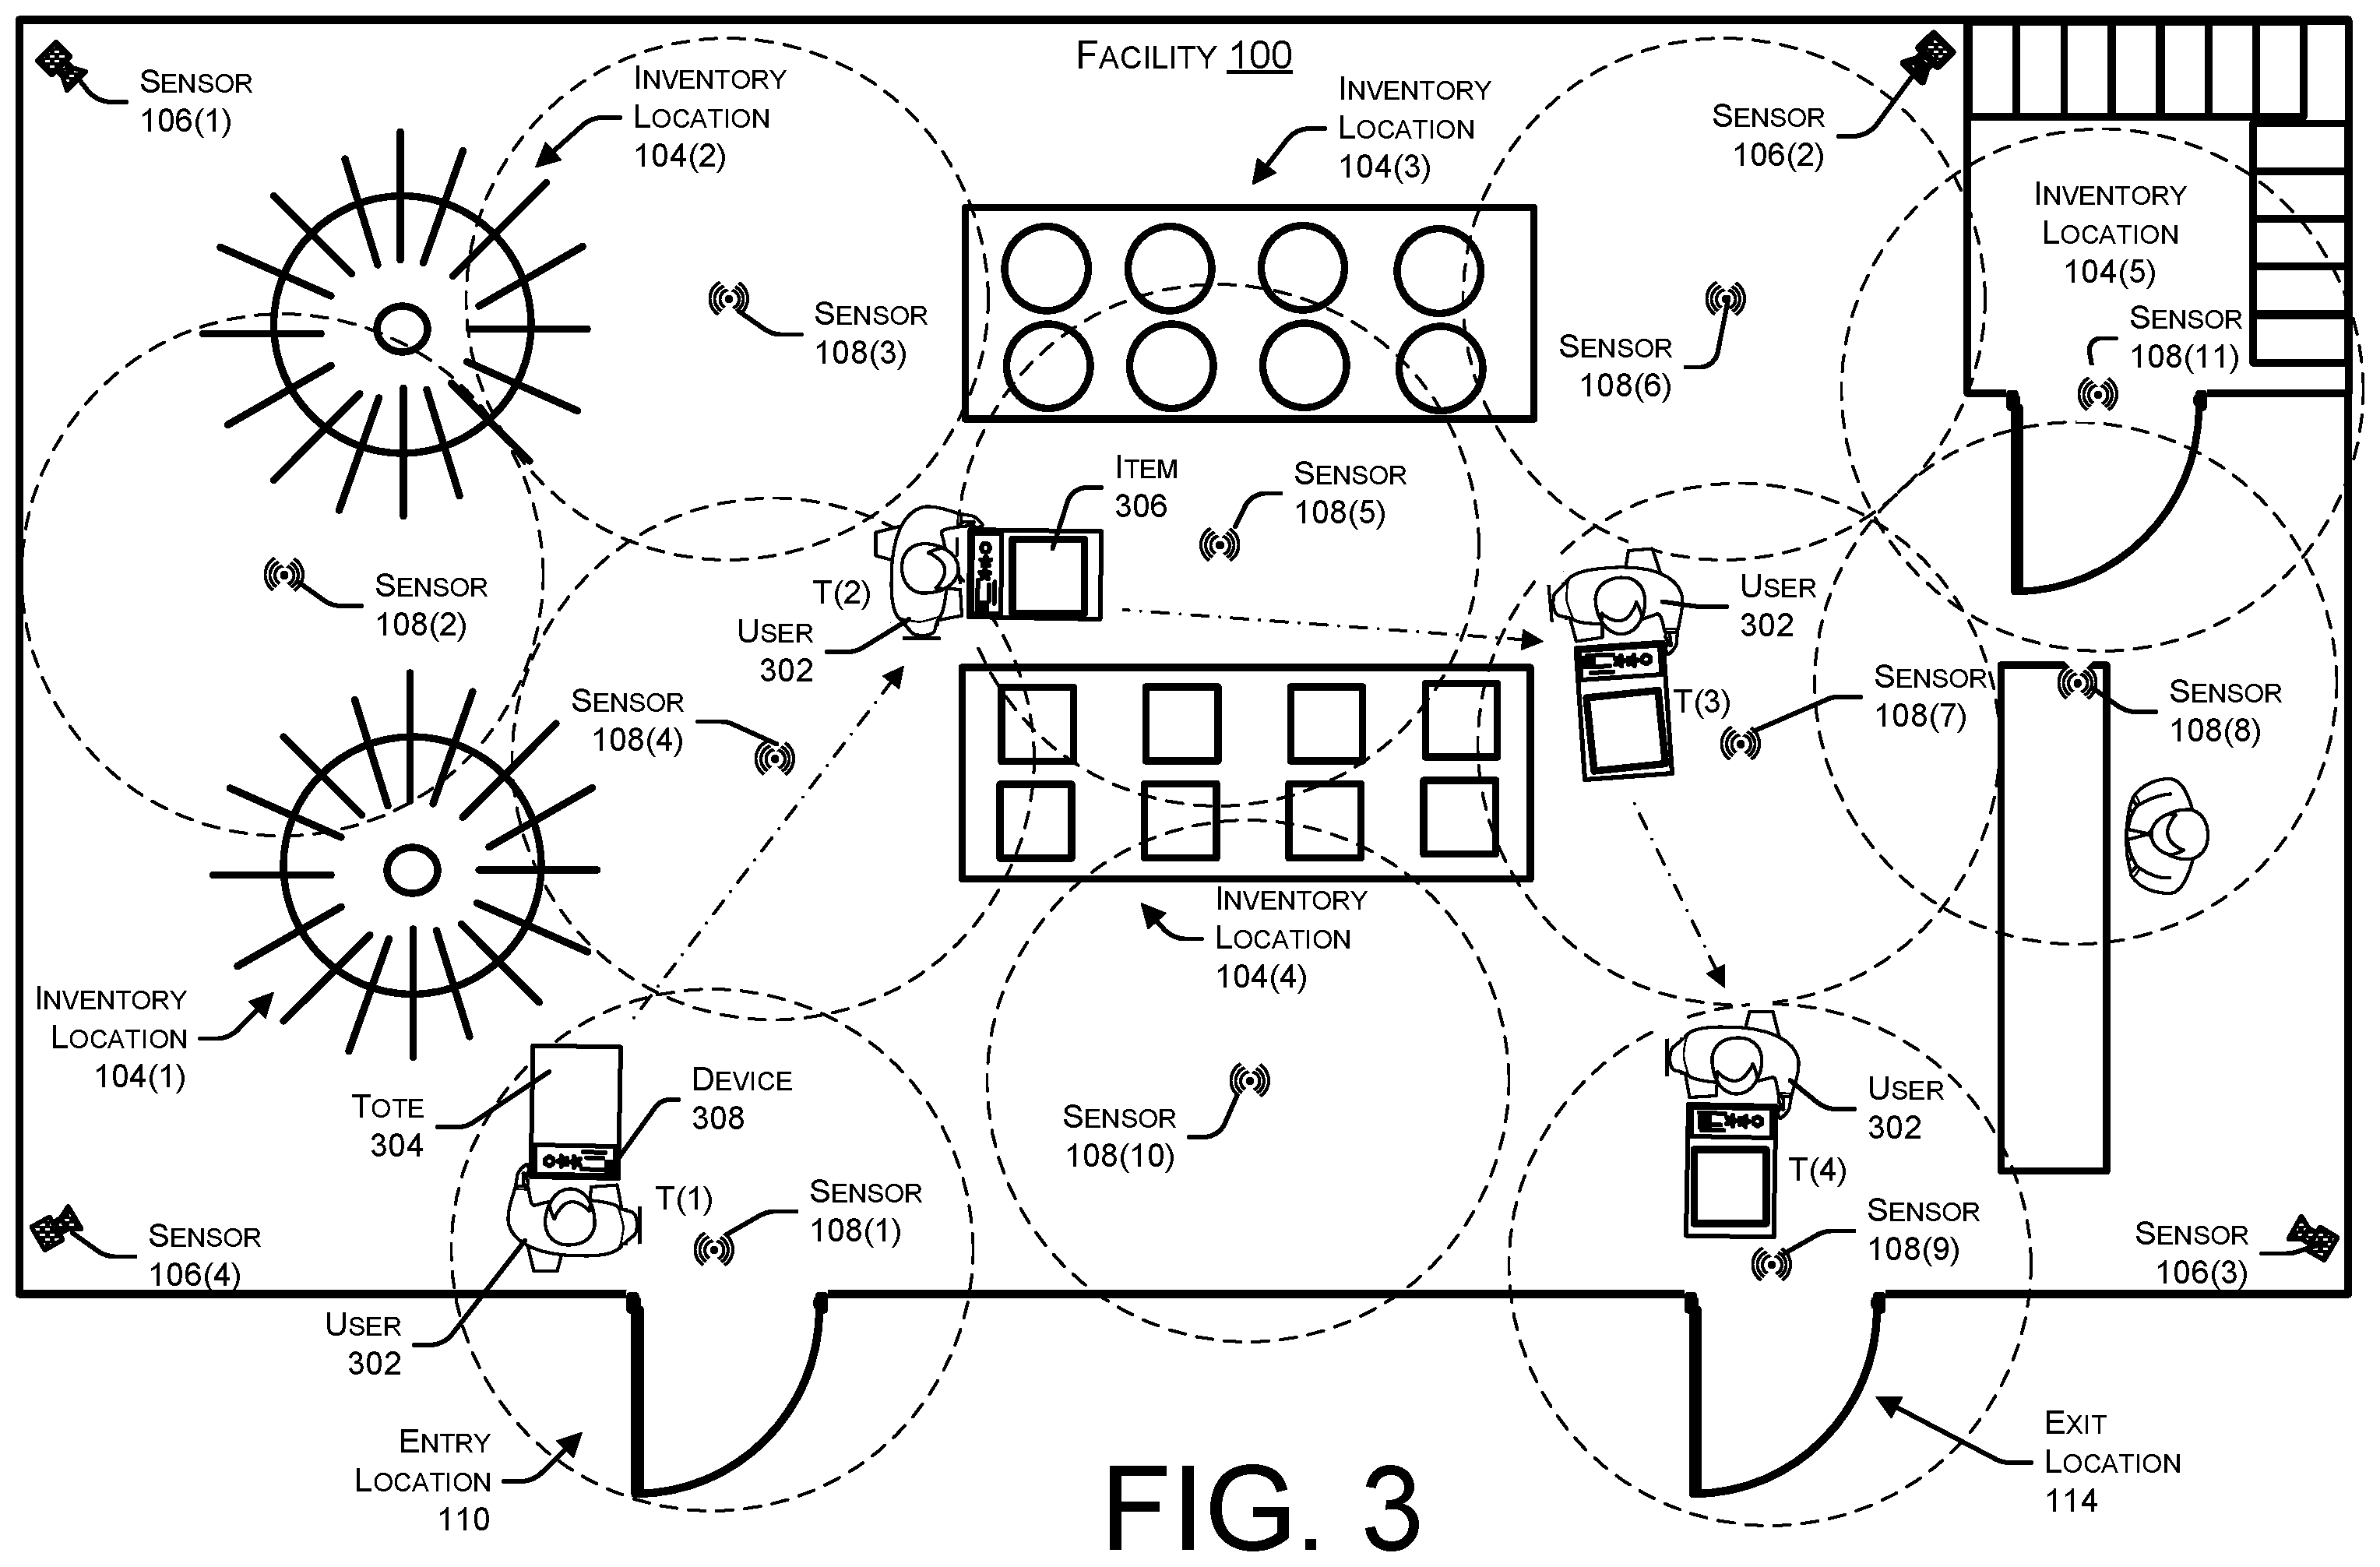 FACILITY 100
SENSOR
106(1)
INVENTORY
LOCATION
104(2)
INVENTORY
LOCATION
104(3)
SENSOR
106(2)
INVENTORY
LOCATION
104(5)
SENSOR
108(3)
SENSOR
108(6)
SENSOR
108(11)
ITEM
306
SENSOR
108(5)
SENSOR
108(2)
T(2)
USER
302
USER
302
SENSOR
108(4)
T(3)
SENSOR
108(7)
SENSOR
108(8)
INVENTORY
LOCATION
104(4)
INVENTORY
LOCATION
104(1)
TOTE
304
DEVICE
308
SENSOR
108(10)
USER
302
T(4)
T(1)
SENSOR
108(1)
SENSOR
108(9)
SENSOR
106(4)
SENSOR
106(3)
USER
302
ENTRY
LOCATION
110
EXIT
LOCATION
114
FIG. 3